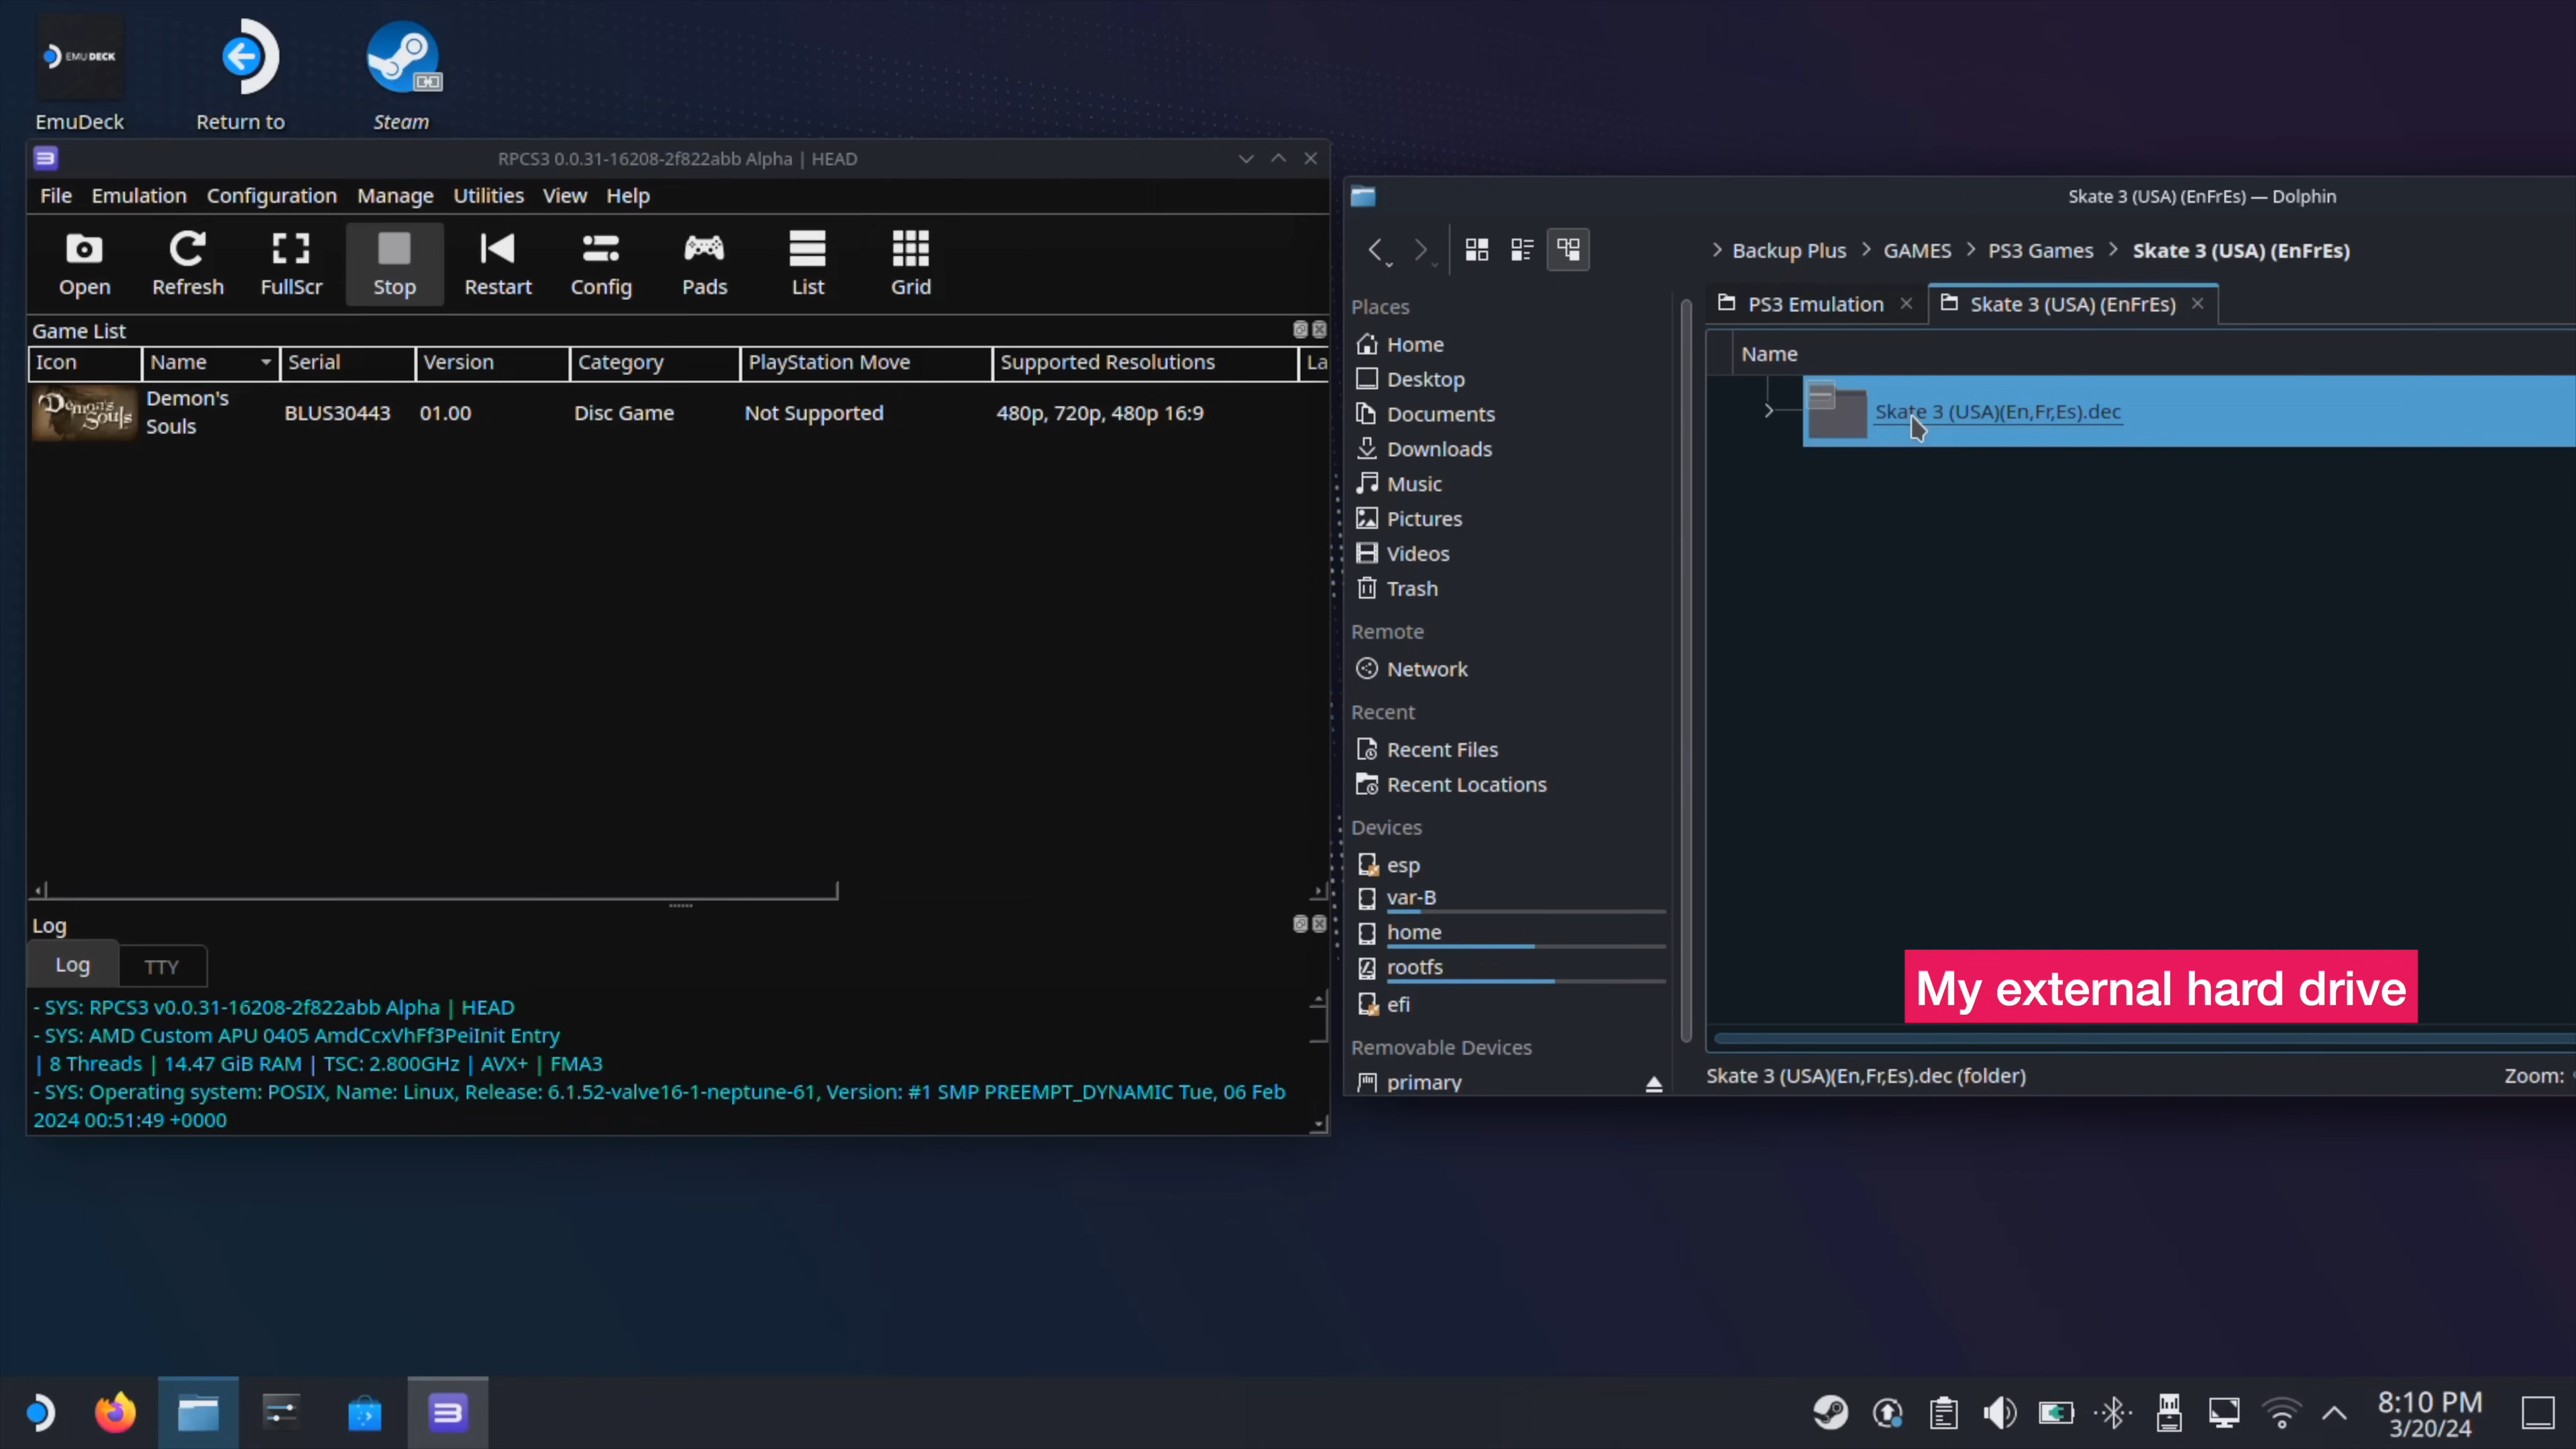 EMUDECK
EmuDeck
Return to
Steam
RPCS3 0.0.31-16208-2f822abb Alpha | HEAD
File Emulation Configuration Manage Utilities View Help
Open Refresh FullScr Stop Restart Config Pads List Grid
Game List
Icon Name Serial Version Category PlayStation Move Supported Resolutions La
Demon's Souls
Demon's
Souls
BLUS30443 01.00 Disc Game Not Supported 480p, 720p, 480p 16:9
Log
Log TTY
- SYS: RPCS3 v0.0.31-16208-2f822abb Alpha | HEAD
- SYS: AMD Custom APU 0405 AmdCcxVhFf3PeiInit Entry
| 8 Threads | 14.47 GiB RAM | TSC: 2.800GHz | AVX+ | FMA3
- SYS: Operating system: POSIX, Name: Linux, Release: 6.1.52-valve16-1-neptune-61, Version: #1 SMP PREEMPT_DYNAMIC Tue, 06 Feb
2024 00:51:49 +0000
Skate 3 (USA) (EnFrEs) — Dolphin
> Backup Plus > GAMES > PS3 Games > Skate 3 (USA) (EnFrEs)
PS3 Emulation
Skate 3 (USA) (EnFrEs)
Places
Home
Desktop
Documents
Downloads
Music
Pictures
Videos
Trash
Remote
Network
Recent
Recent Files
Recent Locations
Devices
esp
var-B
home
rootfs
efi
Removable Devices
primary
Name
Skate 3 (USA)(En,Fr,Es).dec
My external hard drive
Skate 3 (USA)(En,Fr,Es).dec (folder)
Zoom:
8:10 PM
3/20/24